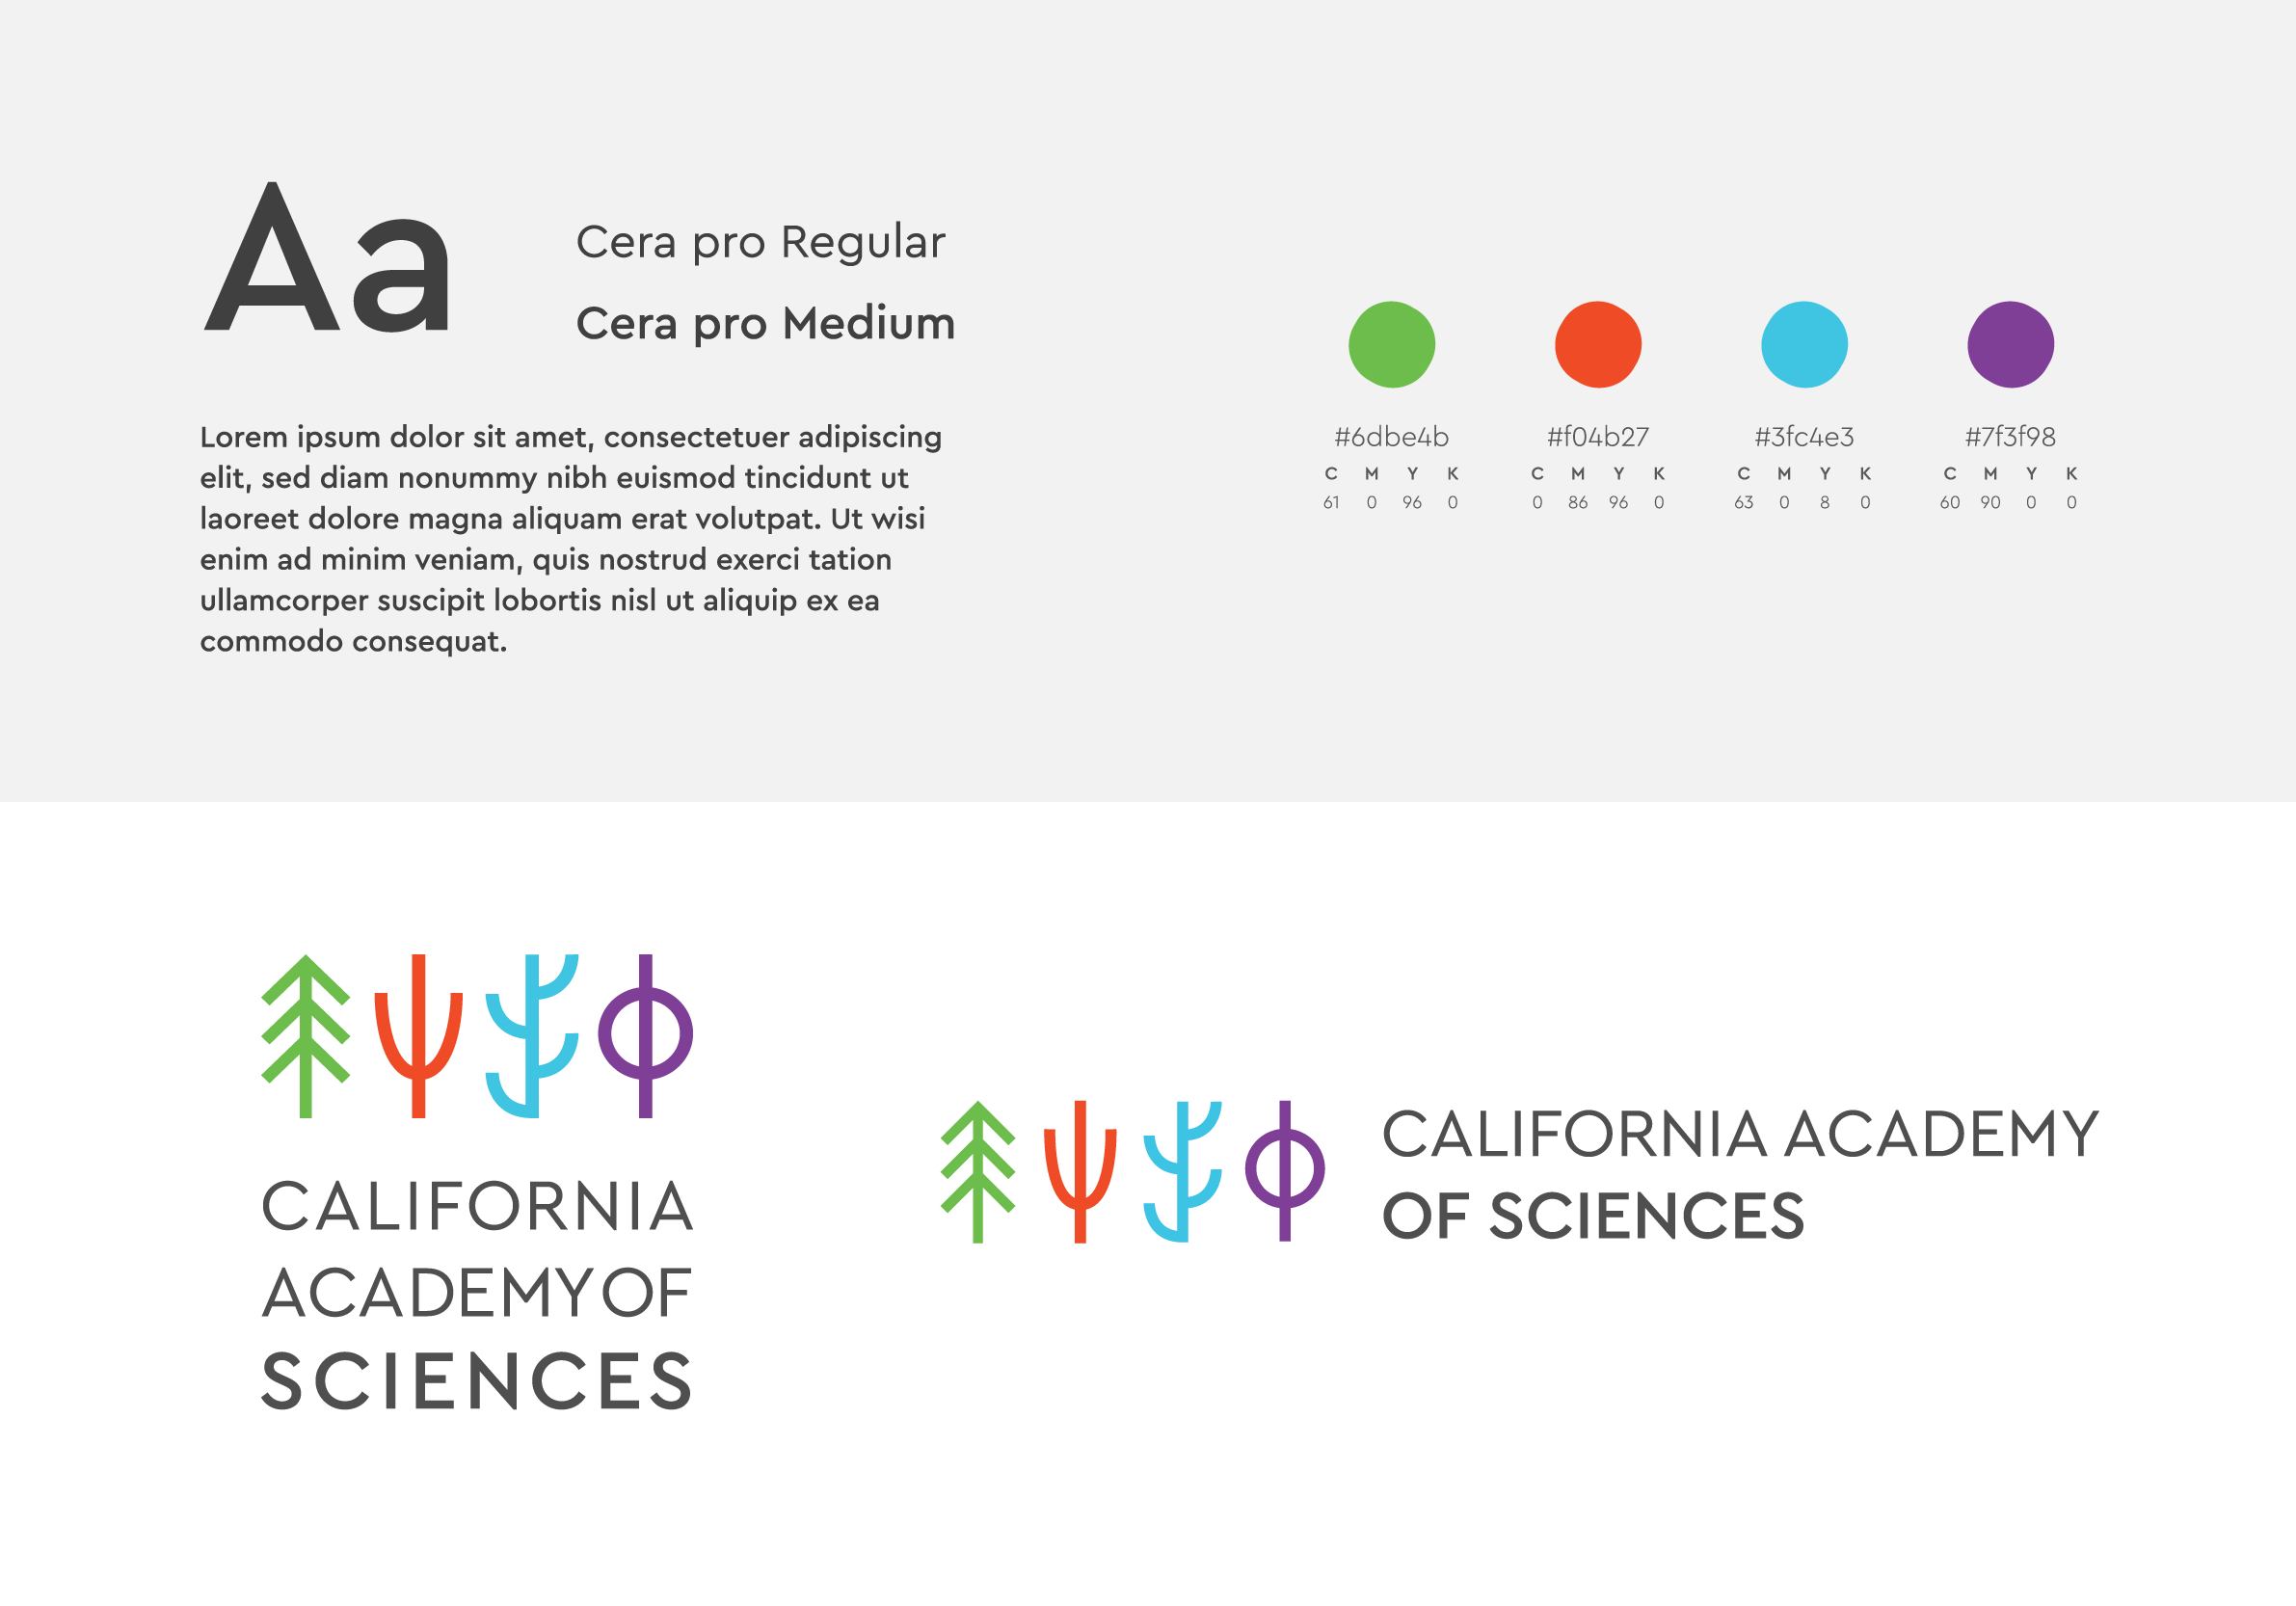 Aa
Cera pro Regular
Cera pro Medium
Lorem ipsum dolor sit amet, consectetuer adipiscing
elit, sed diam nonummy nibh euismod tincidunt ut
laoreet dolore magna aliquam erat volutpat. Ut wisi
enim ad minim veniam, quis nostrud exerci tation
ullamcorper suscipit lobortis nisl ut aliquip ex ea
commodo consequat.
#6dbe4b
C M Y K
61 0 96 0
#f04b27
C M Y K
0 86 96 0
#3fc4e3
C M Y K
63 0 8 0
#7f3f98
C M Y K
60 90 0 0
CALIFORNIA
ACADEMY OF
SCIENCES
CALIFORNIA ACADEMY
OF SCIENCES